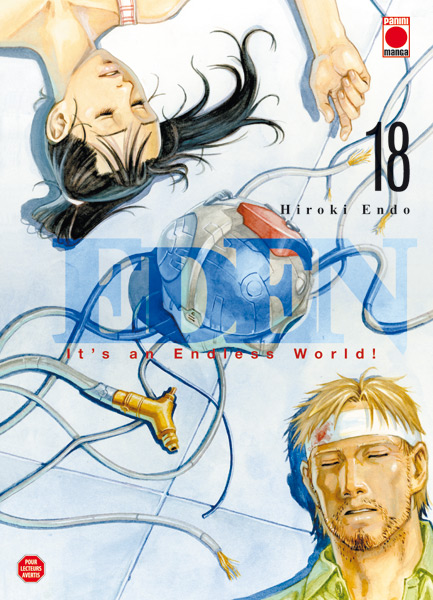 PANINI
manga
18
Hiroki Endo
EDEN
It's an Endless World!
POUR
LECTEURS
AVERTIS